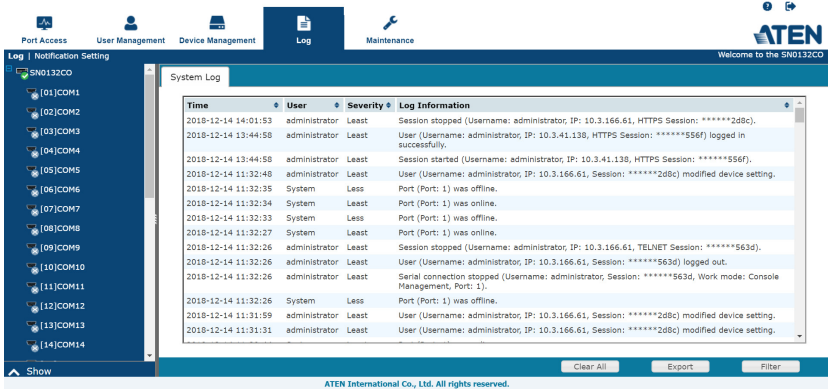 ?
Port Access User Management Device Management Log Maintenance
ATEN
Log | Notification Setting Welcome to the SN0132CO
SN0132CO
[01]COM1
[02]COM2
[03]COM3
[04]COM4
[05]COM5
[06]COM6
[07]COM7
[08]COM8
[09]COM9
[10]COM10
[11]COM11
[12]COM12
[13]COM13
[14]COM14
Show
System Log
Time User Severity Log Information
2018-12-14 14:01:53 administrator Least Session stopped (Username: administrator, IP: 10.3.166.61, HTTPS Session: ******2d8c).
2018-12-14 13:44:58 administrator Least User (Username: administrator, IP: 10.3.41.138, HTTPS Session: ******556f) logged in
successfully.
2018-12-14 13:44:58 administrator Least Session started (Username: administrator, IP: 10.3.41.138, HTTPS Session: ******556f).
2018-12-14 11:32:48 administrator Least User (Username: administrator, IP: 10.3.166.61, Session: ******2d8c) modified device setting.
2018-12-14 11:32:35 System Less Port (Port: 1) was offline.
2018-12-14 11:32:34 System Least Port (Port: 1) was online.
2018-12-14 11:32:33 System Less Port (Port: 1) was offline.
2018-12-14 11:32:27 System Least Port (Port: 1) was online.
2018-12-14 11:32:26 administrator Least Session stopped (Username: administrator, IP: 10.3.166.61, TELNET Session: ******563d).
2018-12-14 11:32:26 administrator Least User (Username: administrator, IP: 10.3.166.61, Session: ******563d) logged out.
2018-12-14 11:32:26 administrator Least Serial connection stopped (Username: administrator, Session: ******563d, Work mode: Console
Management, Port: 1).
2018-12-14 11:32:26 System Less Port (Port: 1) was offline.
2018-12-14 11:31:59 administrator Least User (Username: administrator, IP: 10.3.166.61, Session: ******2d8c) modified device setting.
2018-12-14 11:31:31 administrator Least User (Username: administrator, IP: 10.3.166.61, Session: ******2d8c) modified device setting.
Clear All Export Filter
ATEN International Co., Ltd. All rights reserved.